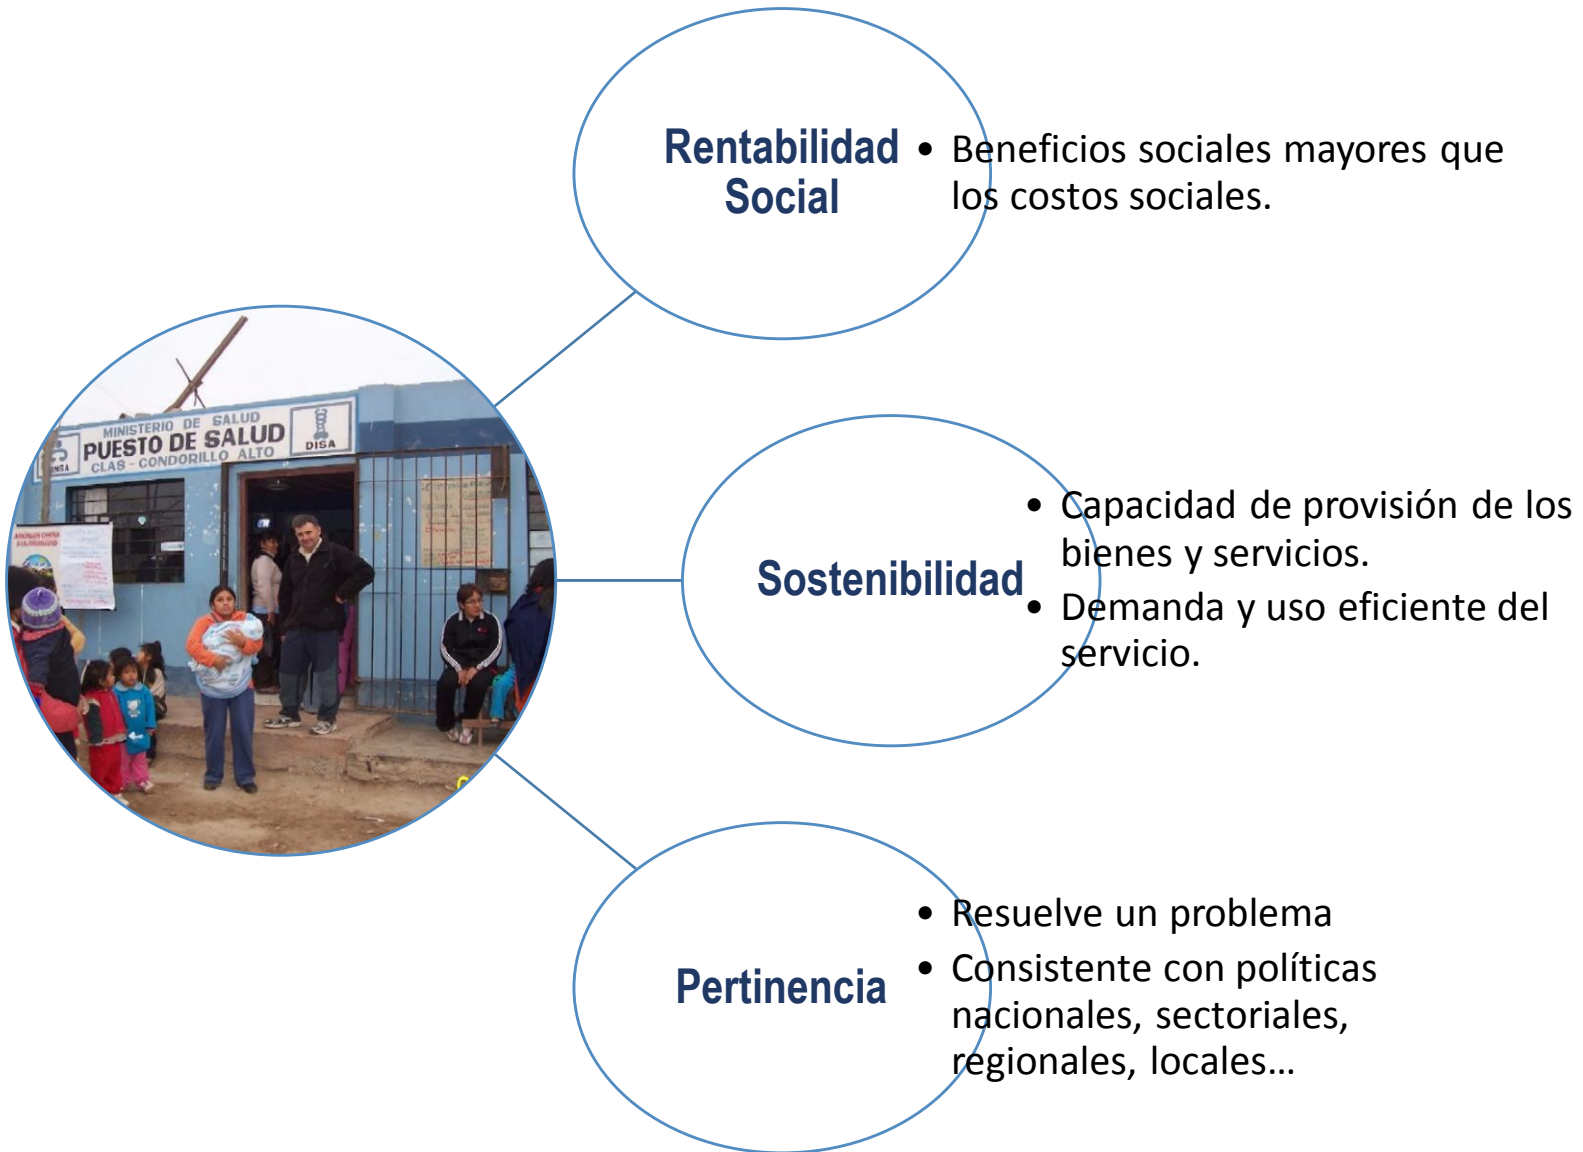 Rentabilidad
Social
• Beneficios sociales mayores que
los costos sociales.
MINISTERIO DE SALUD
PUESTO DE SALUD
CLAS - CONDORILLO ALTO
DISA
Sostenibilidad
• Capacidad de provisión de los
bienes y servicios.
• Demanda y uso eficiente del
servicio.
Pertinencia
• Resuelve un problema
• Consistente con políticas
nacionales, sectoriales,
regionales, locales...